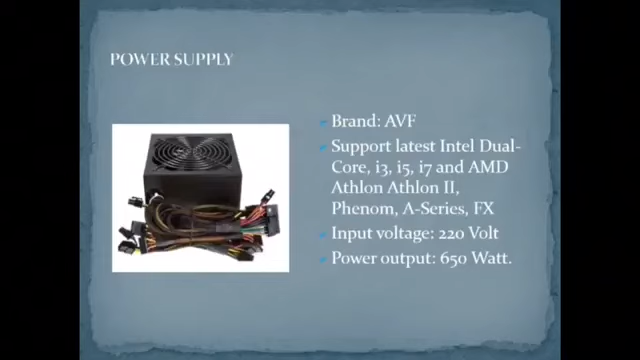 POWER SUPPLY
Brand: AVF
Support latest Intel Dual-
Core, i3, i5, i7 and AMD
Athlon Athlon II,
Phenom, A-Series, FX
Input voltage: 220 Volt
Power output: 650 Watt.